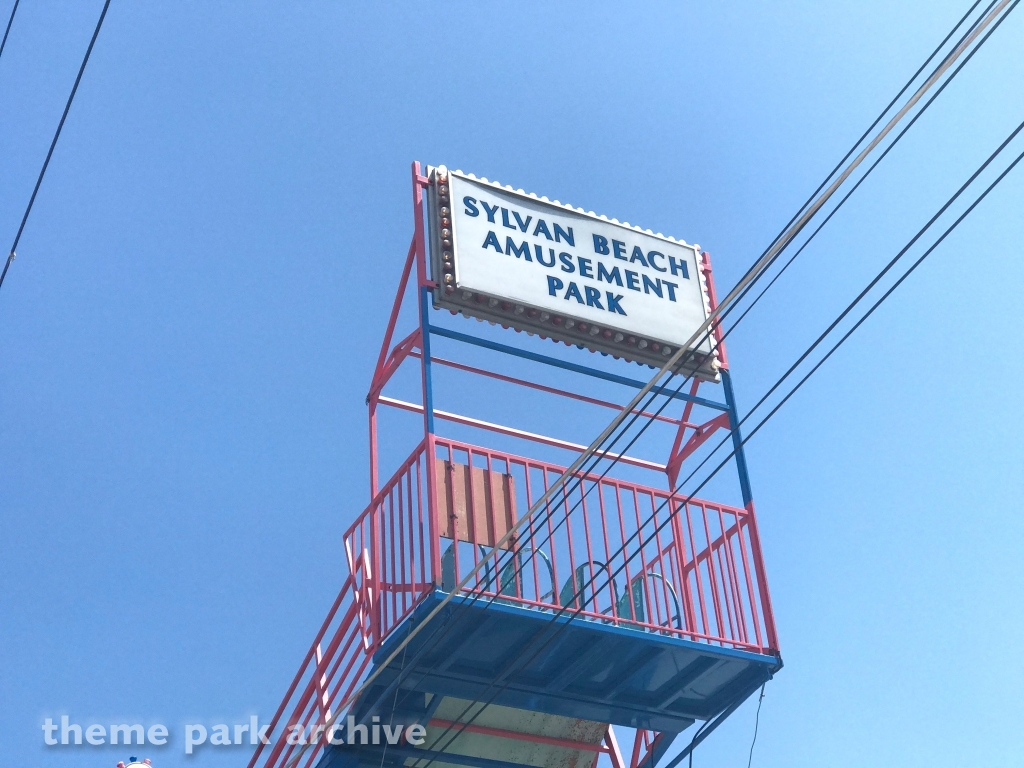 SYLVAN BEACH
AMUSEMENT
PARK
theme park archive